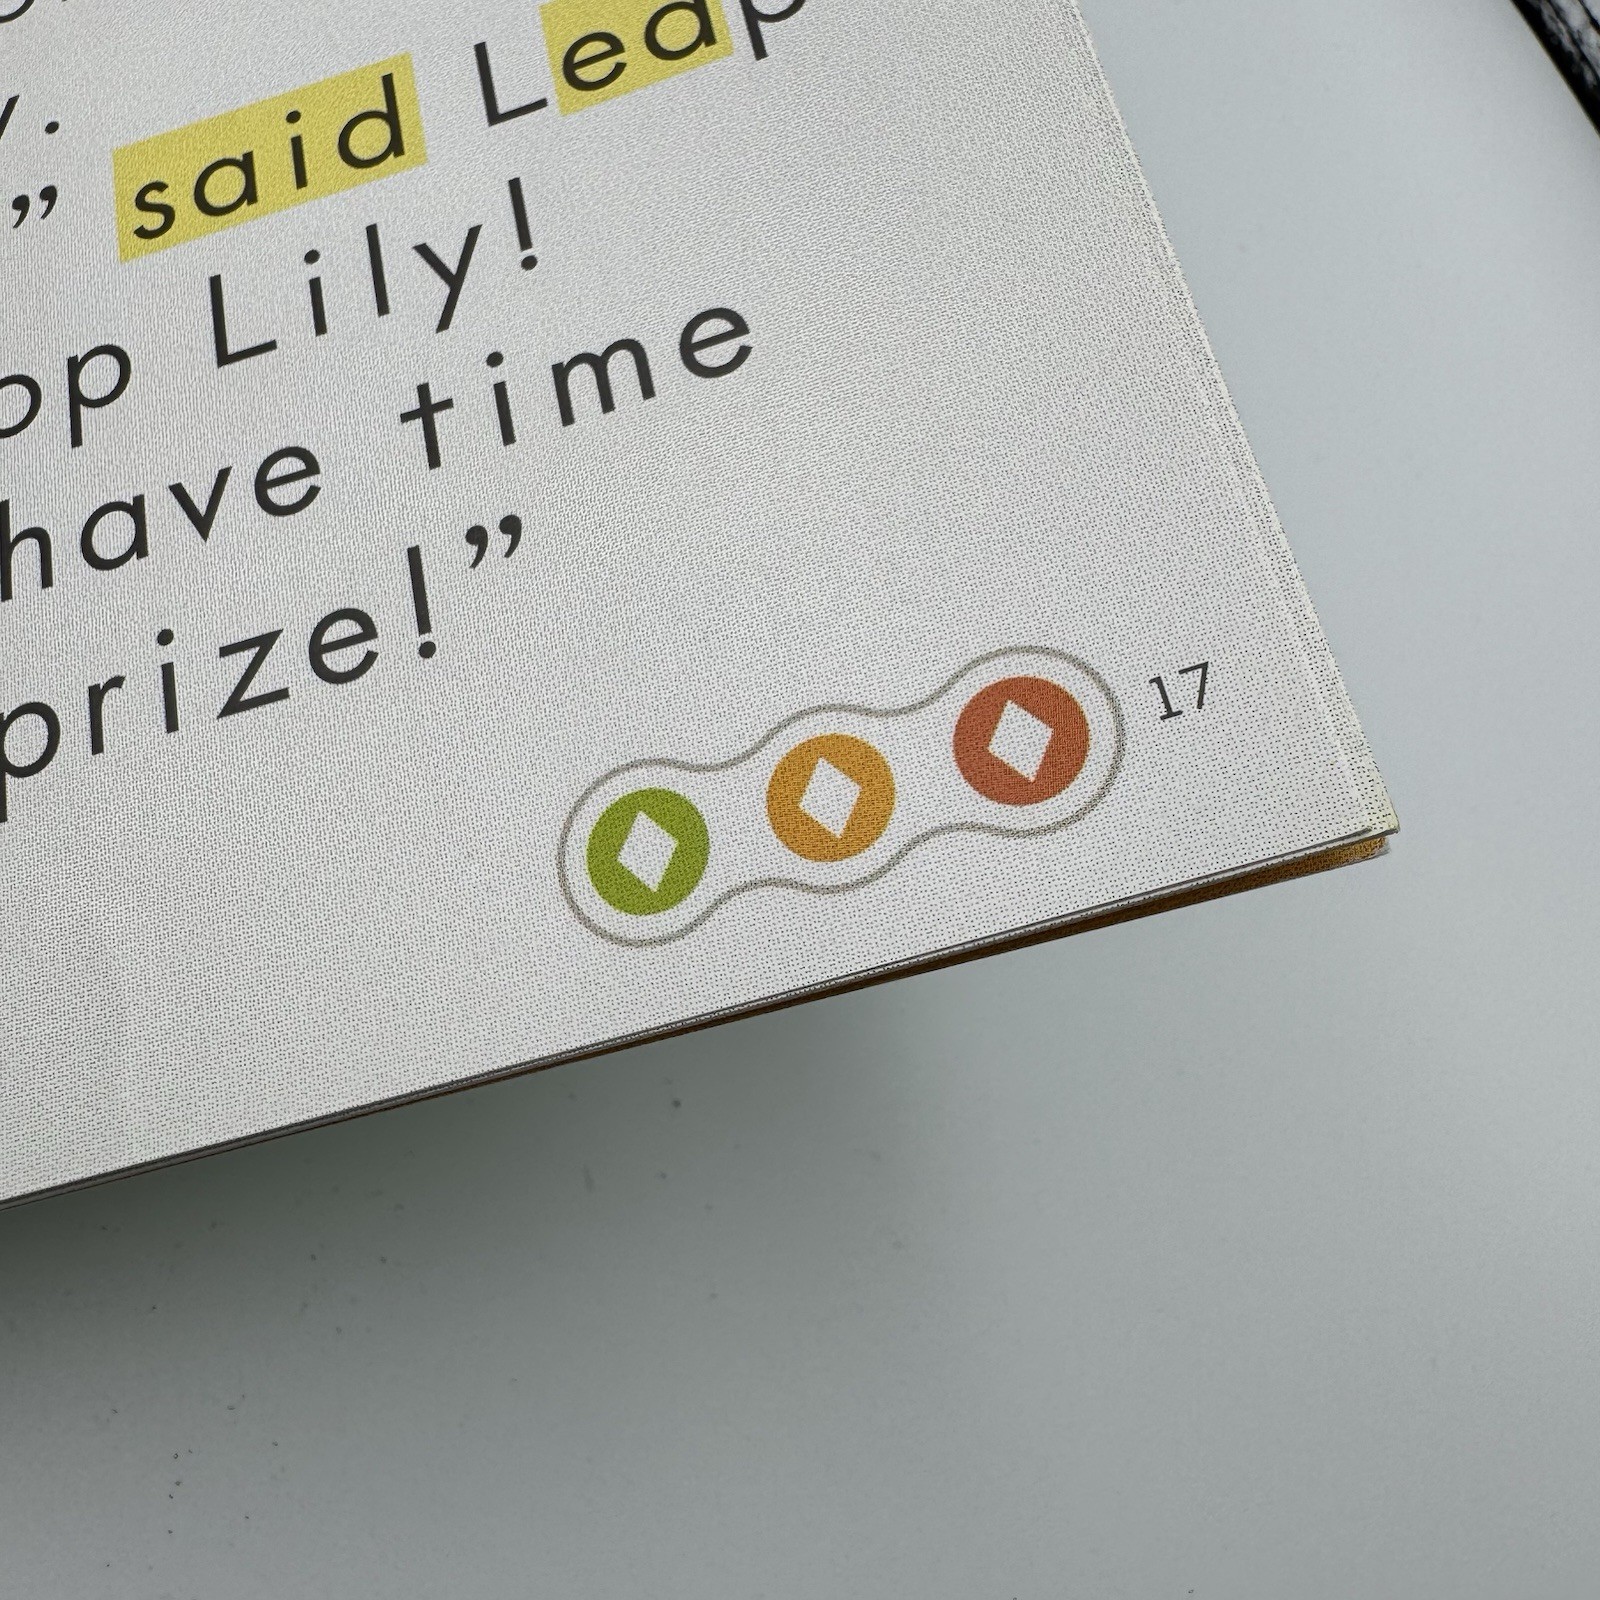 y.
” said Leap
op Lily!
have time
prize!”
17